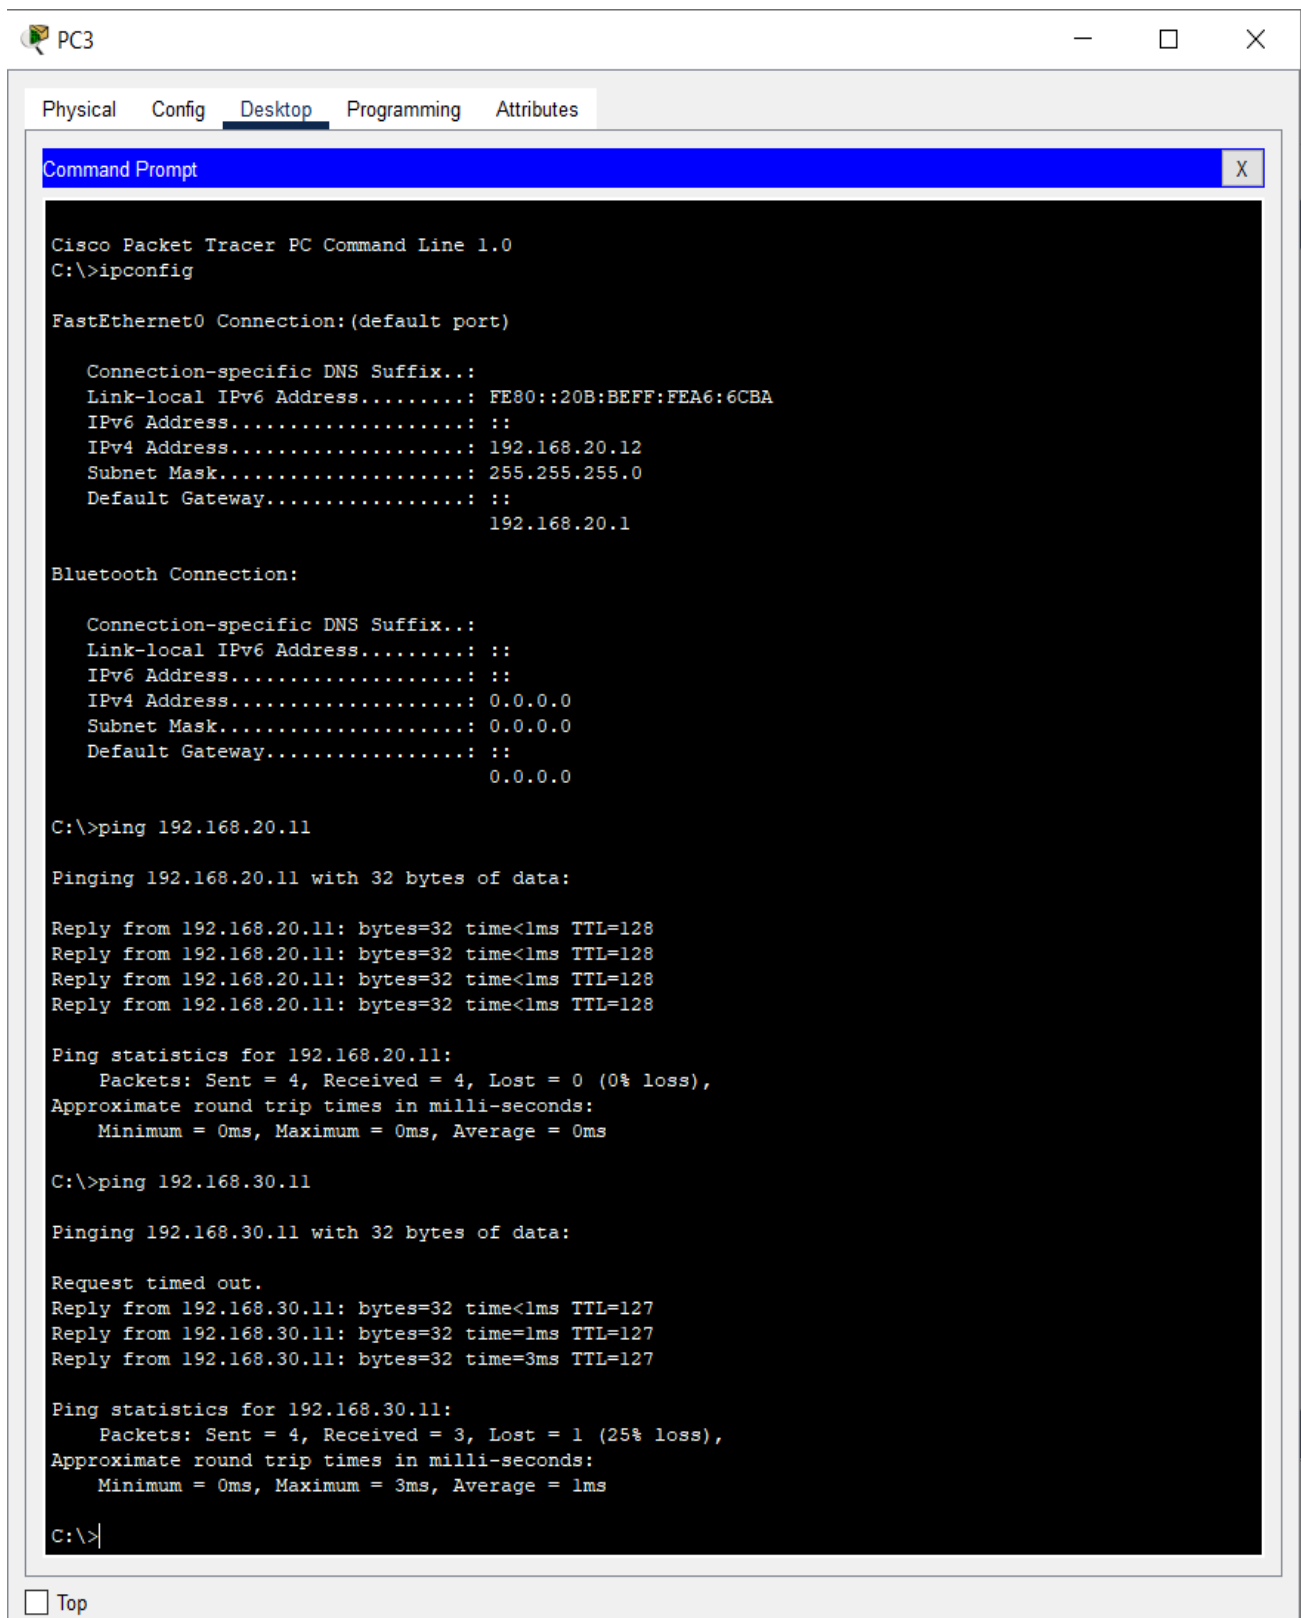 PC3
Physical Config Desktop Programming Attributes
Command Prompt X
Cisco Packet Tracer PC Command Line 1.0
C:\>ipconfig
FastEthernet0 Connection:(default port)
Connection-specific DNS Suffix..:
Link-local IPv6 Address.........: FE80::20B:BEFF:FEA6:6CBA
IPv6 Address....................: ::
IPv4 Address....................: 192.168.20.12
Subnet Mask.....................: 255.255.255.0
Default Gateway.................: ::
192.168.20.1
Bluetooth Connection:
Connection-specific DNS Suffix..:
Link-local IPv6 Address.........: ::
IPv6 Address....................: ::
IPv4 Address....................: 0.0.0.0
Subnet Mask.....................: 0.0.0.0
Default Gateway.................: ::
0.0.0.0
C:\>ping 192.168.20.11
Pinging 192.168.20.11 with 32 bytes of data:
Reply from 192.168.20.11: bytes=32 time<1ms TTL=128
Reply from 192.168.20.11: bytes=32 time<1ms TTL=128
Reply from 192.168.20.11: bytes=32 time<1ms TTL=128
Reply from 192.168.20.11: bytes=32 time<1ms TTL=128
Ping statistics for 192.168.20.11:
Packets: Sent = 4, Received = 4, Lost = 0 (0% loss),
Approximate round trip times in milli-seconds:
Minimum = 0ms, Maximum = 0ms, Average = 0ms
C:\>ping 192.168.30.11
Pinging 192.168.30.11 with 32 bytes of data:
Request timed out.
Reply from 192.168.30.11: bytes=32 time<1ms TTL=127
Reply from 192.168.30.11: bytes=32 time=1ms TTL=127
Reply from 192.168.30.11: bytes=32 time=3ms TTL=127
Ping statistics for 192.168.30.11:
Packets: Sent = 4, Received = 3, Lost = 1 (25% loss),
Approximate round trip times in milli-seconds:
Minimum = 0ms, Maximum = 3ms, Average = 1ms
C:\>
Top